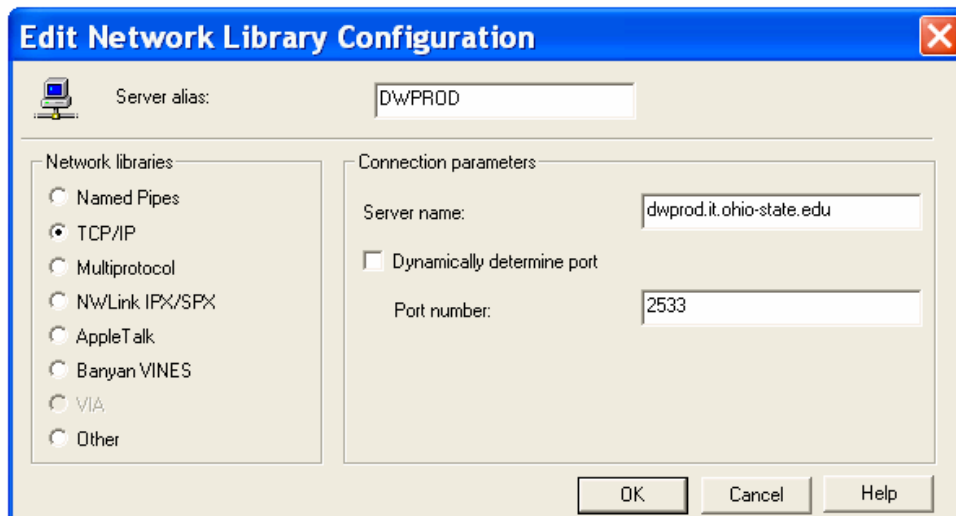 Edit Network Library Configuration
Server alias:
DWPROD
Network libraries
Named Pipes
TCP/IP
Multiprotocol
NWLink IPX/SPX
AppleTalk
Banyan VINES
VIA
Other
Connection parameters
Server name:
dwprod.it.ohio-state.edu
Dynamically determine port
Port number:
2533
OK
Cancel
Help